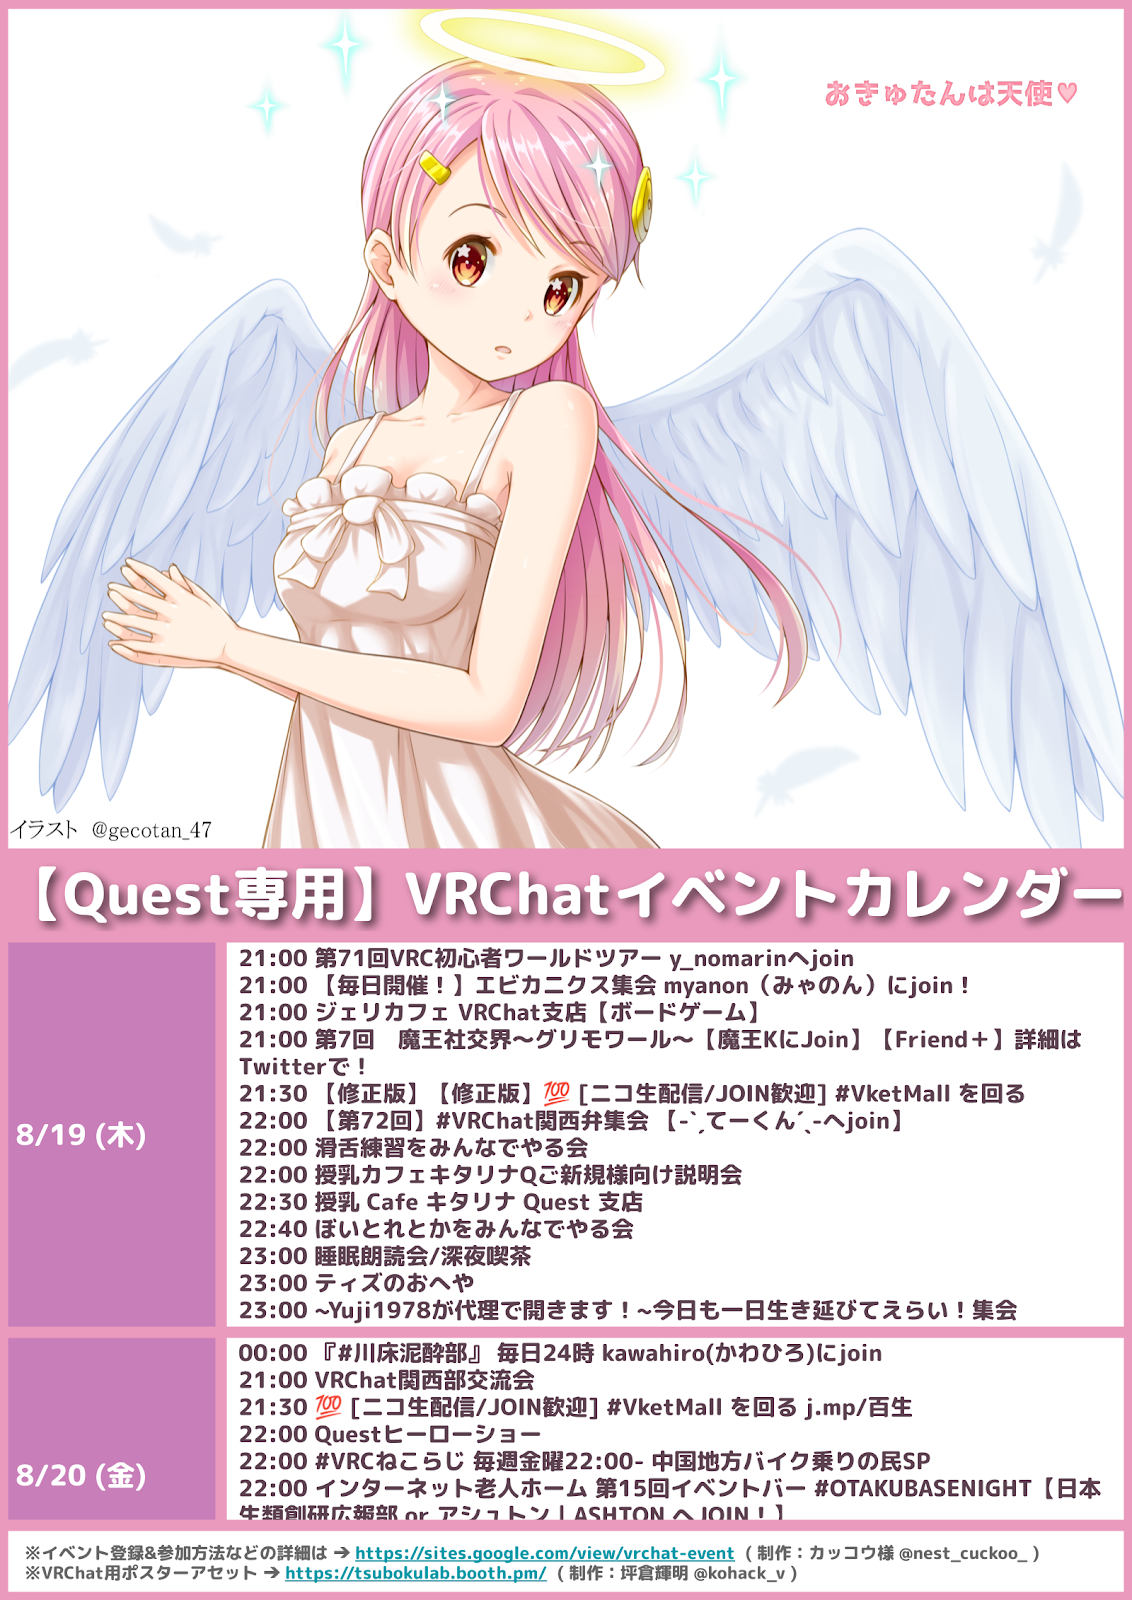 おきゅたんは天使♥
イラスト @gecotan_47
【Quest専用】VRChatイベントカレンダー
8/19 (木)
21:00 第71回VRC初心者ワールドツアー y_nomarinへjoin
21:00 【毎日開催！】エビカニクス集会 myanon（みゃのん）にjoin！
21:00 ジェリカフェ VRChat支店【ボードゲーム】
21:00 第7回　魔王社交界～グリモワール～【魔王KにJoin】【Friend＋】詳細は
Twitterで！
21:30 【修正版】【修正版】💯 [ニコ生配信/JOIN歓迎] #VketMall を回る
22:00 【第72回】#VRChat関西弁集会 【-`ˏてーくん´ˎ-へjoin】
22:00 滑舌練習をみんなでやる会
22:00 授乳カフェキタリナQご新規様向け説明会
22:30 授乳 Cafe キタリナ Quest 支店
22:40 ぼいとれとかをみんなでやる会
23:00 睡眠朗読会/深夜喫茶
23:00 ティズのおへや
23:00 ~Yuji1978が代理で開きます！~今日も一日生き延びてえらい！集会
8/20 (金)
00:00 『#川床泥酔部』 毎日24時 kawahiro(かわひろ)にjoin
21:00 VRChat関西部交流会
21:30 💯 [ニコ生配信/JOIN歓迎] #VketMall を回る j.mp/百生
22:00 Questヒーローショー
22:00 #VRCねこらじ 毎週金曜22:00- 中国地方バイク乗りの民SP
22:00 インターネット老人ホーム 第15回イベントバー #OTAKUBASENIGHT【日本
生類創研広報部 or アシュトン | ASHTON へJOIN！】
※イベント登録&参加方法などの詳細は ➔ https://sites.google.com/view/vrchat-event ( 制作：カッコウ様 @nest_cuckoo_ )
※VRChat用ポスターアセット ➔ https://tsubokulab.booth.pm/ ( 制作：坪倉輝明 @kohack_v )